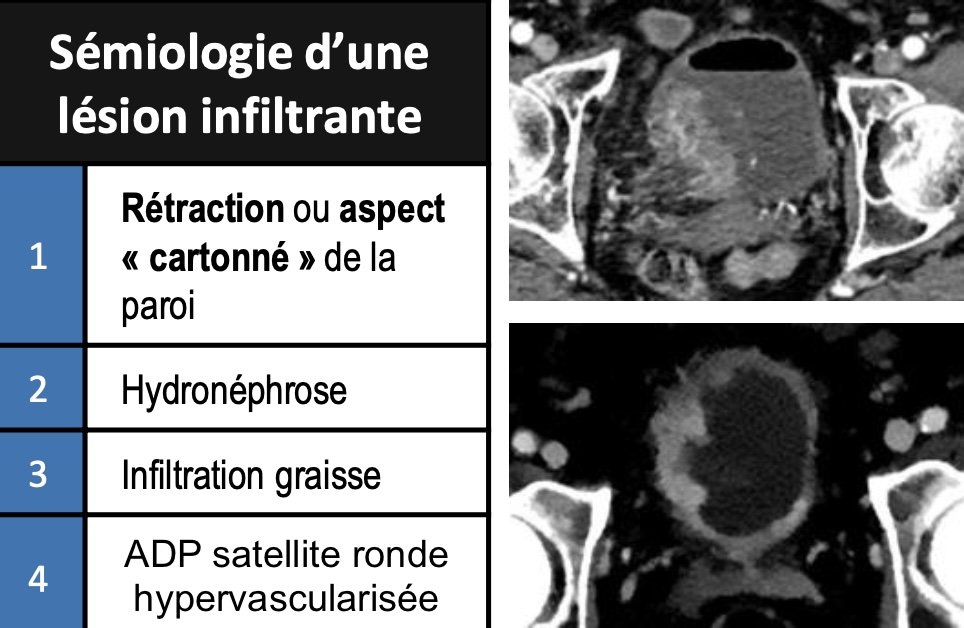 Sémiologie d’une
lésion infiltrante
1
Rétraction ou aspect
« cartonné » de la
paroi
2
Hydronéphrose
3
Infiltration graisse
4
ADP satellite ronde
hypervascularisée